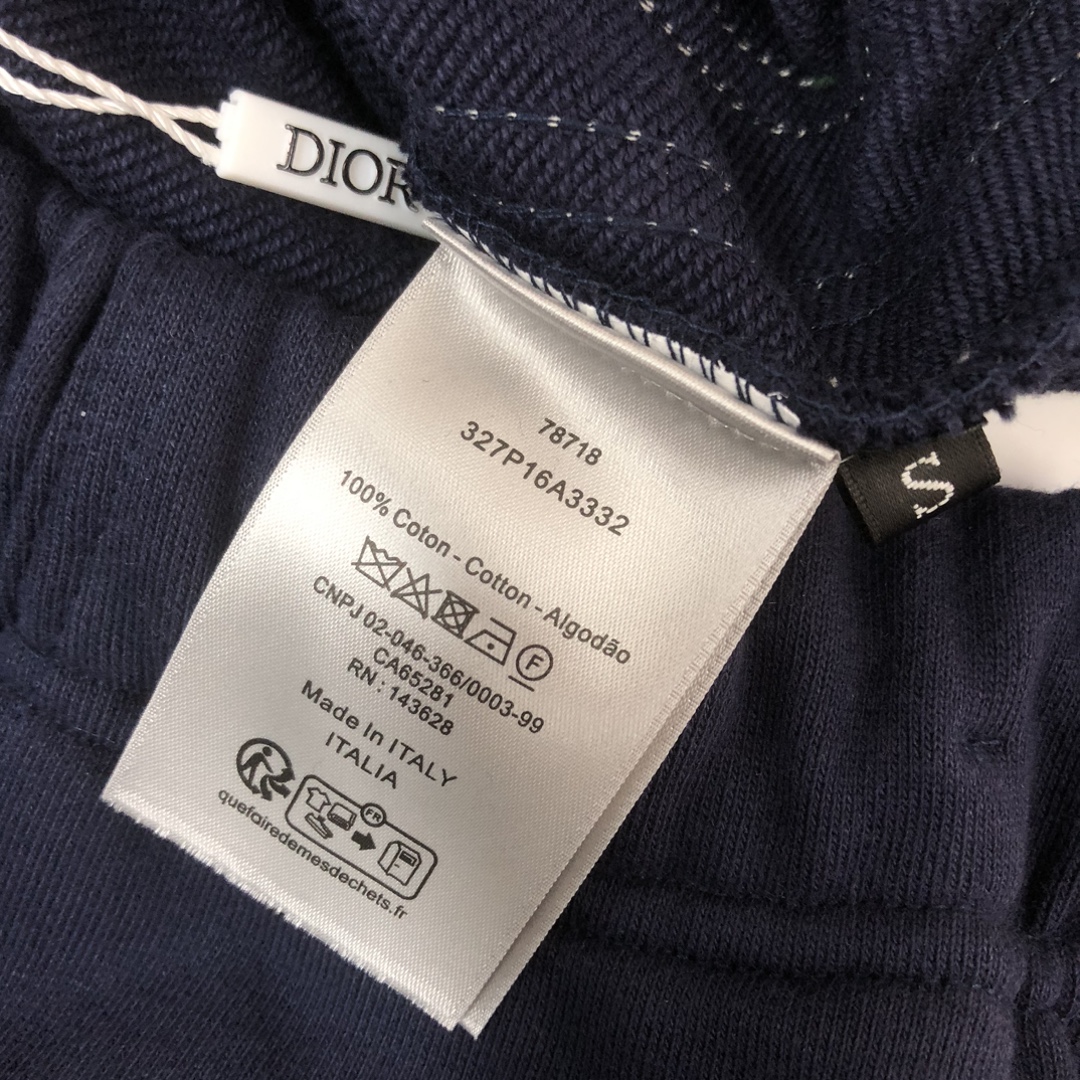 DIOR
78718
327P16A3332
100% Coton - Cotton - Algodão
F
CNPJ 02-046-366/0003-99
CA65281
RN : 143628
Made In ITALY
ITALIA
FR
quefairedemesdechets.fr
S